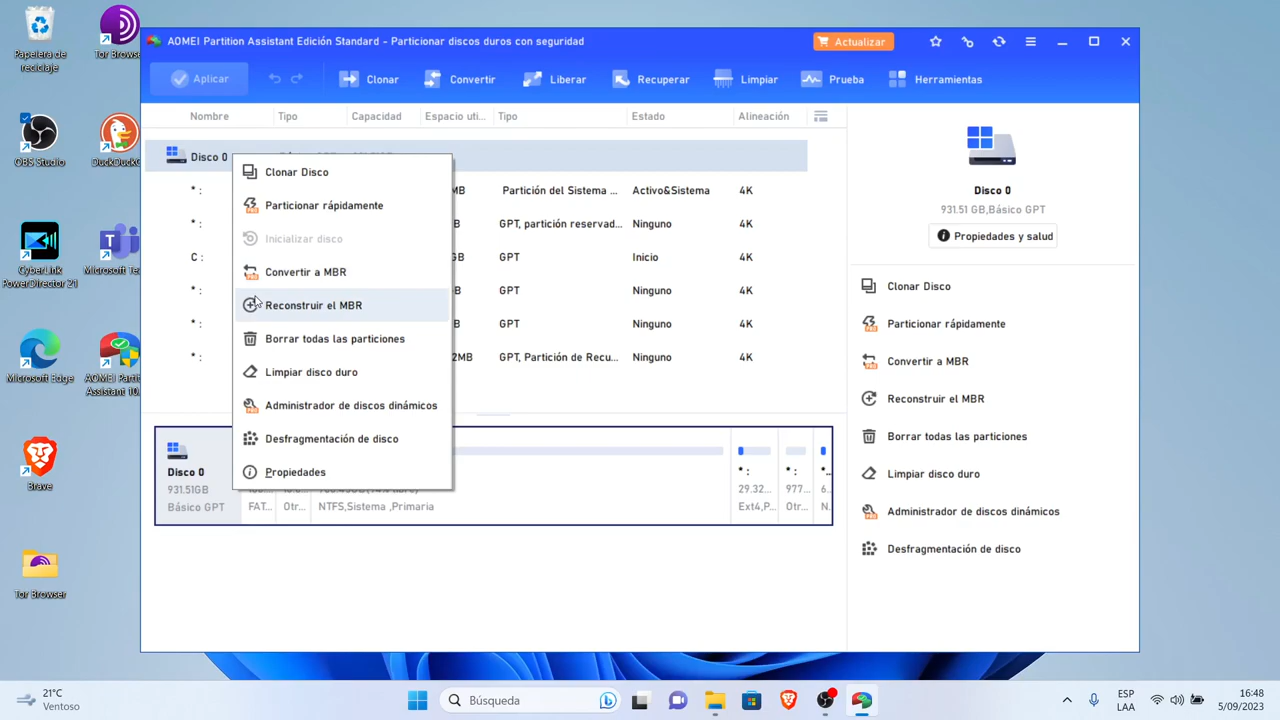 Papelera de
reciclaje
Tor Browse
OBS Studio
DuckDuckG
CyberLink
PowerDirector 21
Microsoft Tea
Microsoft Edge
AOMEI Parti
Assistant 10.
Brave
Tor Browser
AOMEI Partition Assistant Edición Standard - Particionar discos duros con seguridad
Actualizar
Aplicar
Clonar
Convertir
Liberar
Recuperar
Limpiar
Prueba
Herramientas
Nombre Tipo Capacidad Espacio uti... Tipo Estado Alineación
Disco 0
* : MB Partición del Sistema ... Activo&Sistema 4K
* : B GPT, partición reservad... Ninguno 4K
C : GB GPT Inicio 4K
* : B GPT Ninguno 4K
* : B GPT Ninguno 4K
* : 2MB GPT, Partición de Recu... Ninguno 4K
Clonar Disco
Particionar rápidamente
Inicializar disco
Convertir a MBR
Reconstruir el MBR
Borrar todas las particiones
Limpiar disco duro
Administrador de discos dinámicos
Desfragmentación de disco
Propiedades
Disco 0
931.51GB
Básico GPT
FAT...
Otr...
NTFS,Sistema ,Primaria
* :
29.32...
Ext4,P...
* :
977...
Otr...
*..
6.
N.
Disco 0
931.51 GB,Básico GPT
Propiedades y salud
Clonar Disco
Particionar rápidamente
Convertir a MBR
Reconstruir el MBR
Borrar todas las particiones
Limpiar disco duro
Administrador de discos dinámicos
Desfragmentación de disco
21°C
Ventoso
Búsqueda
ESP
LAA
16:48
5/09/2023